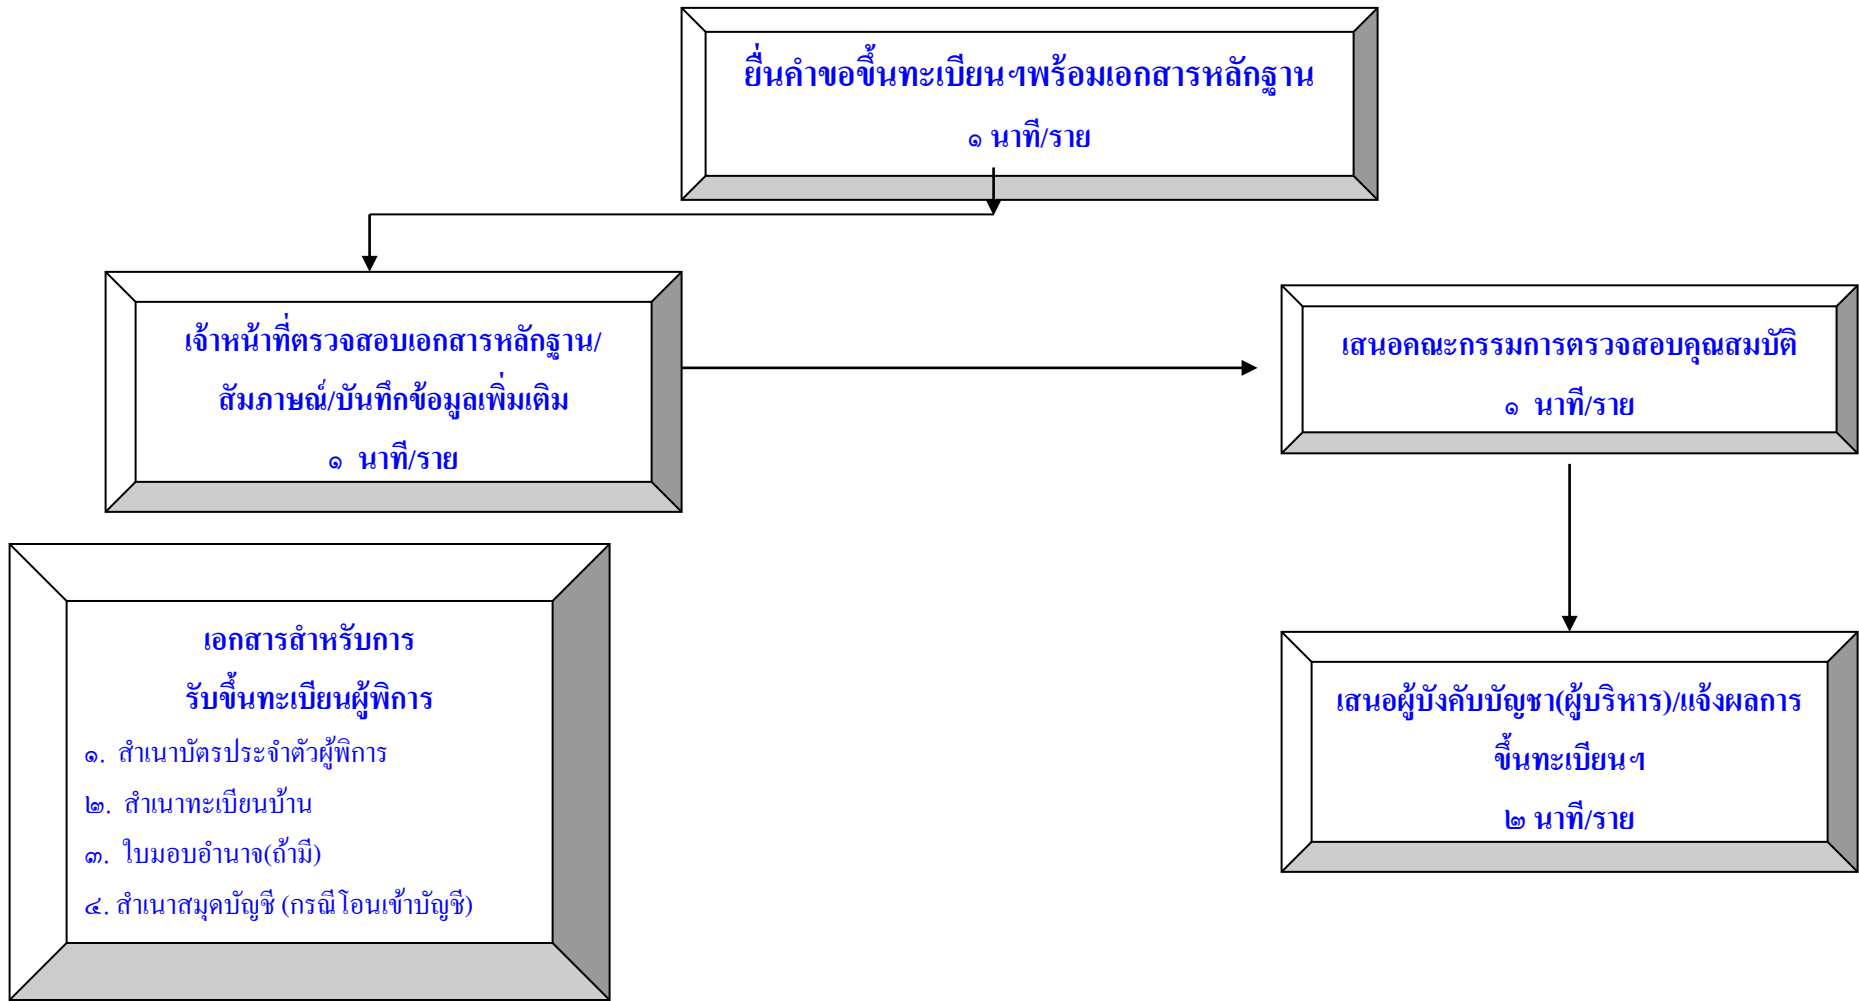 ยื่นคำขอขึ้นทะเบียนฯพร้อมเอกสารหลักฐาน
๑ นาที/ราย
เจ้าหน้าที่ตรวจสอบเอกสารหลักฐาน/
สัมภาษณ์/บันทึกข้อมูลเพิ่มเติม
๑ นาที/ราย
เสนอคณะกรรมการตรวจสอบคุณสมบัติ
๑ นาที/ราย
เอกสารสำหรับการ
รับขึ้นทะเบียนผู้พิการ
๑. สำเนาบัตรประจำตัวผู้พิการ
๒. สำเนาทะเบียนบ้าน
๓. ใบมอบอำนาจ(ถ้ามี)
๔. สำเนาสมุดบัญชี (กรณีโอนเข้าบัญชี)
เสนอผู้บังคับบัญชา(ผู้บริหาร)/แจ้งผลการ
ขึ้นทะเบียนฯ
๒ นาที/ราย